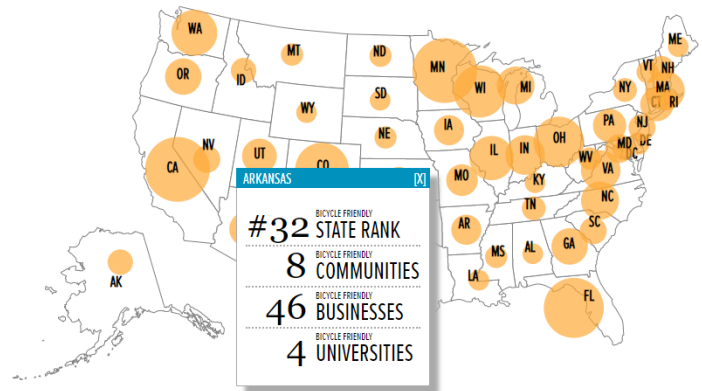 WA
ME
MT
ND
VT
NH
OR
ID
MN
SD
WI
MI
NY
MA
CT
RI
WY
IA
PA
NJ
NE
OH
MD
DE
DC
NV
UT
CO
IL
IN
WV
VA
CA
MO
KY
NC
TN
SC
AR
MS
AL
GA
LA
FL
AK
ARKANSAS [X]
#32 BICYCLE FRIENDLY STATE RANK
8 BICYCLE FRIENDLY COMMUNITIES
46 BICYCLE FRIENDLY BUSINESSES
4 BICYCLE FRIENDLY UNIVERSITIES